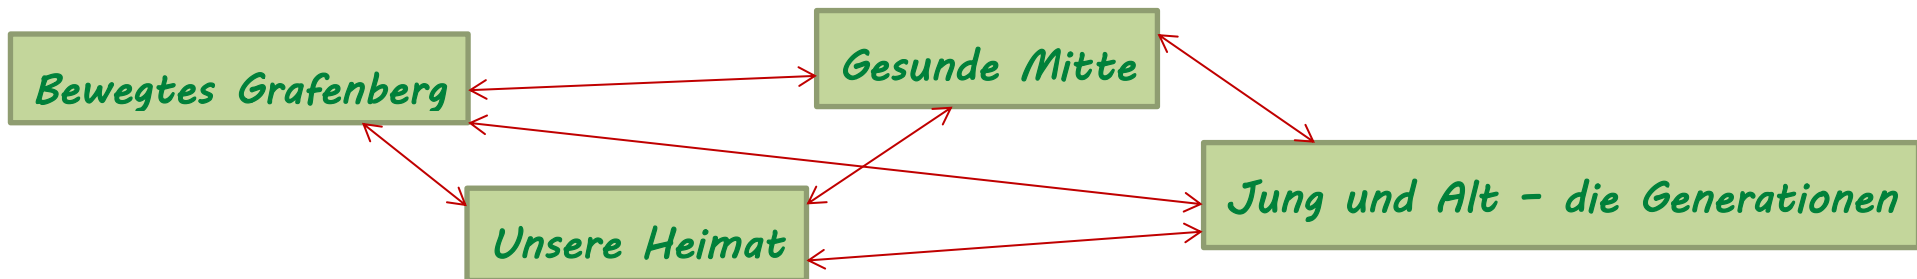 Bewegtes Grafenberg
Gesunde Mitte
Unsere Heimat
Jung und Alt – die Generationen